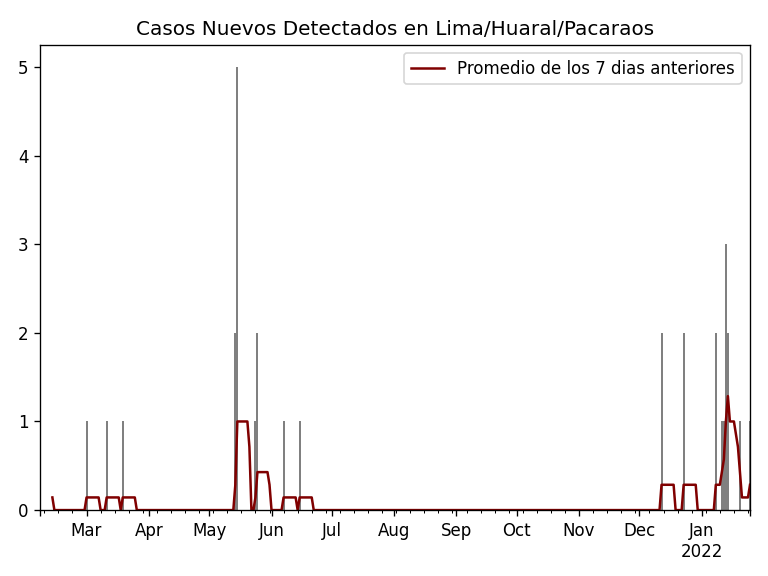 Casos Nuevos Detectados en Lima/Huaral/Pacaraos
Promedio de los 7 dias anteriores
5
4
3
2
1
0
Mar Apr May Jun Jul Aug Sep Oct Nov Dec Jan
2022